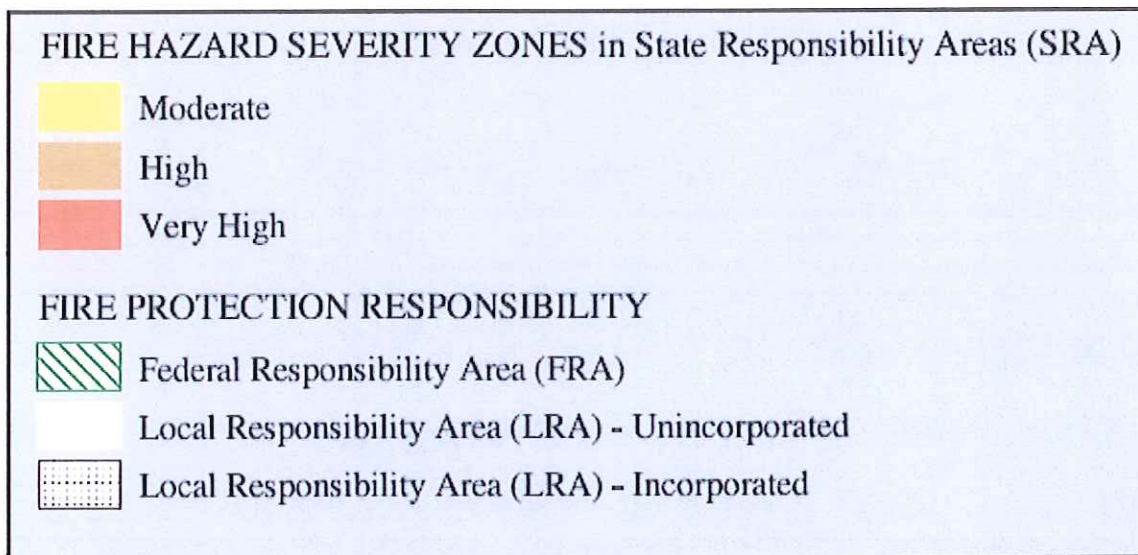 FIRE HAZARD SEVERITY ZONES in State Responsibility Areas (SRA)
Moderate
High
Very High
FIRE PROTECTION RESPONSIBILITY
Federal Responsibility Area (FRA)
Local Responsibility Area (LRA) - Unincorporated
Local Responsibility Area (LRA) - Incorporated